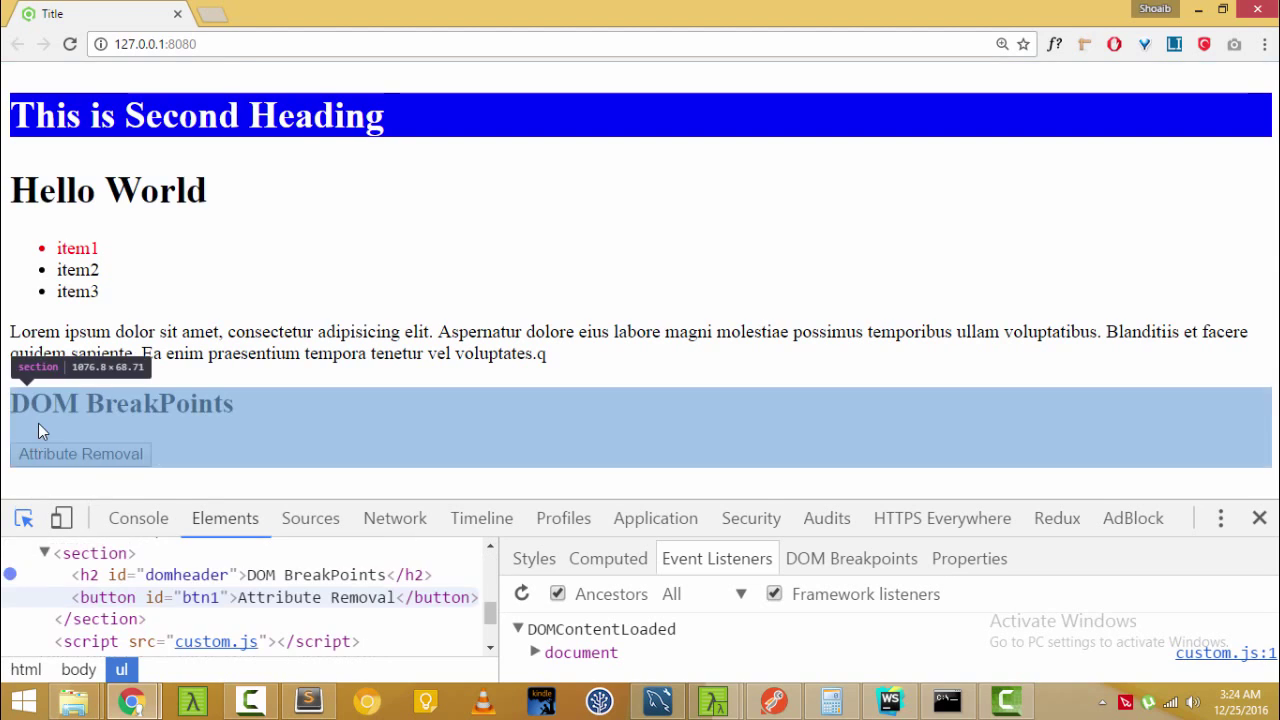 Title
Shoaib
127.0.0.1:8080
f?
LI
This is Second Heading
Hello World
item1
item2
item3
Lorem ipsum dolor sit amet, consectetur adipisicing elit. Aspernatur dolore eius labore magni molestiae possimus temporibus ullam voluptatibus. Blanditiis et facere
quidem sapiente. Ea enim praesentium tempora tenetur vel voluptates.q
section 1076.8×68.71
DOM BreakPoints
Attribute Removal
Console Elements Sources Network Timeline Profiles Application Security Audits HTTPS Everywhere Redux AdBlock
<section>
<h2 id="domheader">DOM BreakPoints</h2>
<button id="btn1">Attribute Removal</button>
</section>
<script src="custom.js"></script>
html body ul
Styles Computed Event Listeners DOM Breakpoints Properties
Ancestors All Framework listeners
DOMContentLoaded
document custom.js:1
Activate Windows
Go to PC settings to activate Windows.
kindle
WS
3:24 AM
12/25/2016